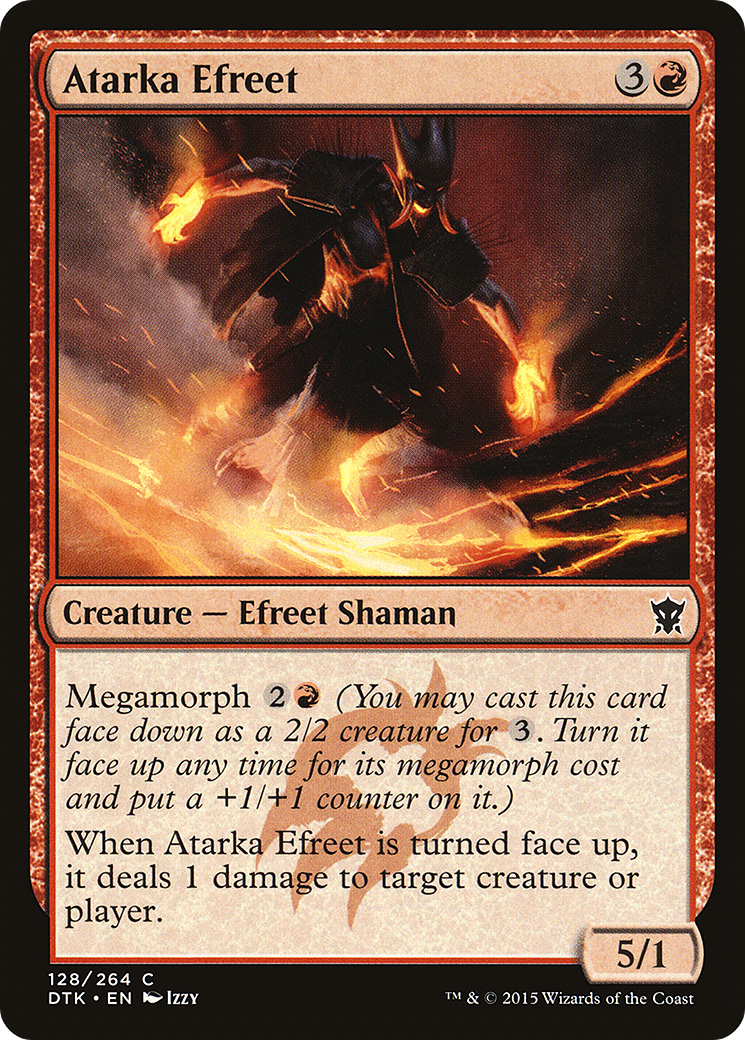 Atarka Efreet 3
Creature — Efreet Shaman
Megamorph 2 (You may cast this card
face down as a 2/2 creature for 3. Turn it
face up any time for its megamorph cost
and put a +1/+1 counter on it.)
When Atarka Efreet is turned face up,
it deals 1 damage to target creature or
player.
5/1
128/264 C
DTK • EN Izzy
™ & © 2015 Wizards of the Coast